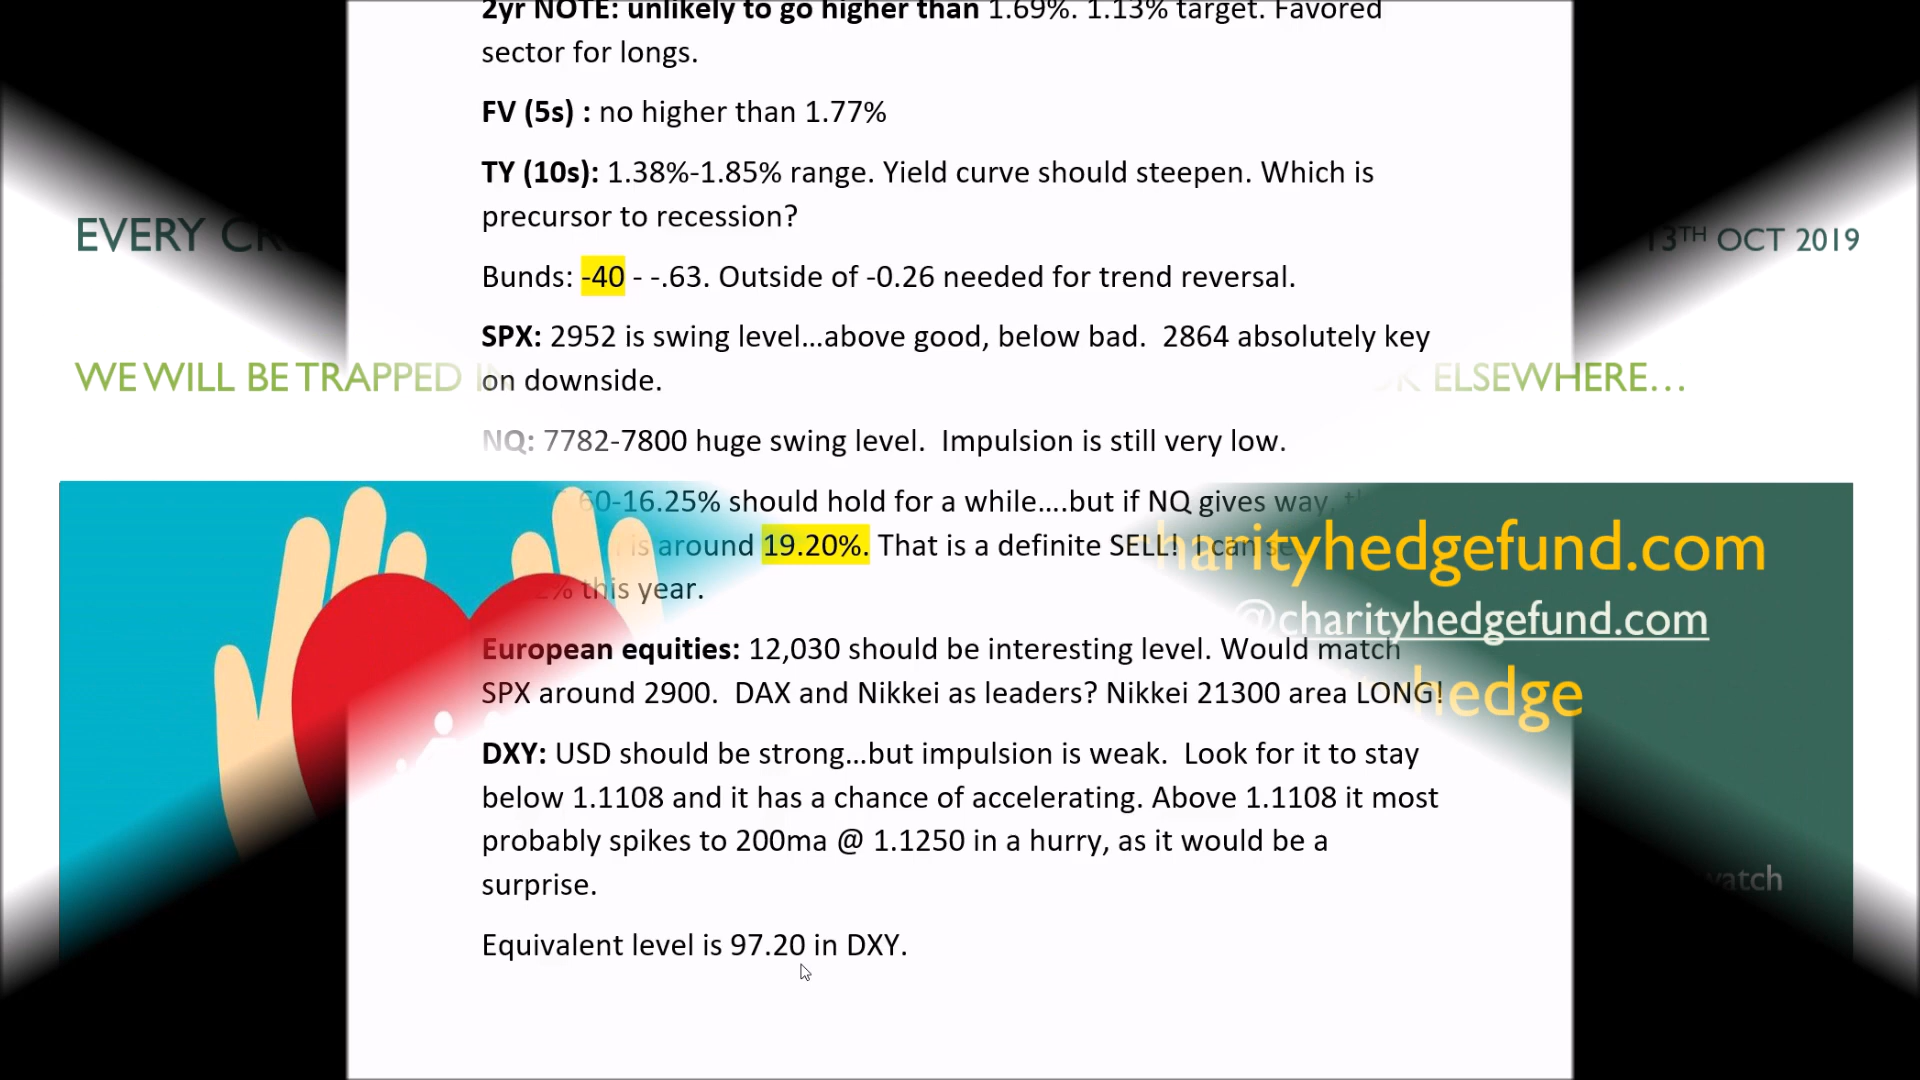 2yr NOTE: unlikely to go higher than 1.69%. 1.13% target. Favored
sector for longs.
FV (5s) : no higher than 1.77%
TY (10s): 1.38%-1.85% range. Yield curve should steepen. Which is
precursor to recession?
EVERY
13TH OCT 2019
Bunds: -40 - -.63. Outside of -0.26 needed for trend reversal.
SPX: 2952 is swing level…above good, below bad.  2864 absolutely key
on downside.
WE WILL BE TRAPPED
ELSEWHERE…
NQ: 7782-7800 huge swing level.  Impulsion is still very low.
60-16.25% should hold for a while….but if NQ gives way,
is around 19.20%. That is a definite SELL!  I can
this year.
charityhedgefund.com
@charityhedgefund.com
hedge
European equities: 12,030 should be interesting level. Would match
SPX around 2900.  DAX and Nikkei as leaders? Nikkei 21300 area LONG!
DXY: USD should be strong…but impulsion is weak.  Look for it to stay
below 1.1108 and it has a chance of accelerating. Above 1.1108 it most
probably spikes to 200ma @ 1.1250 in a hurry, as it would be a
surprise.
Equivalent level is 97.20 in DXY.